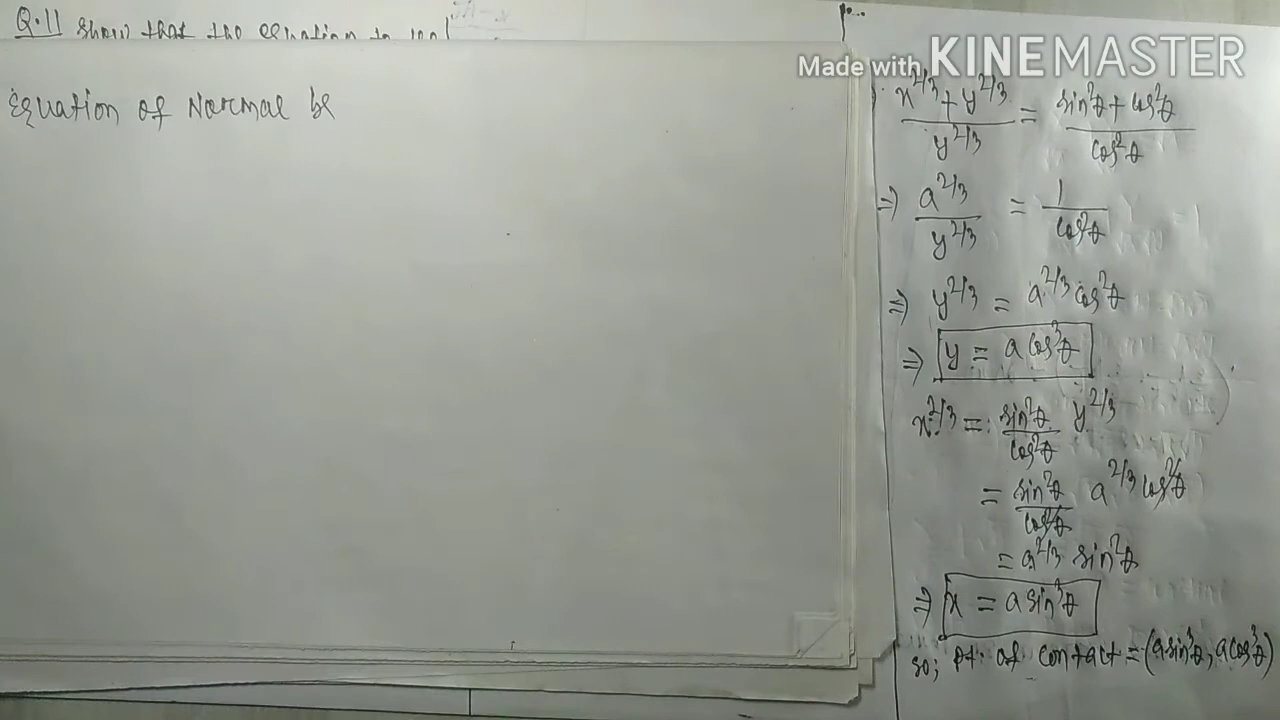 Q.11 Show that the equation to
Equation of Normal be
Made with KINEMASTER
x^2/3 + y^2/3 / y^2/3 = sin²θ + cos²θ / cos²θ
⇒ a^2/3 / y^2/3 = 1 / cos²θ
⇒ y^2/3 = a^2/3 cos²θ
⇒ y = a cos³θ
x^2/3 = sin²θ / cos²θ y^2/3
= sin²θ / cos²θ a^2/3 cos²θ
= a^2/3 sin²θ
⇒ x = a sin³θ
so; pt. of contact = (a sin³θ, a cos³θ)